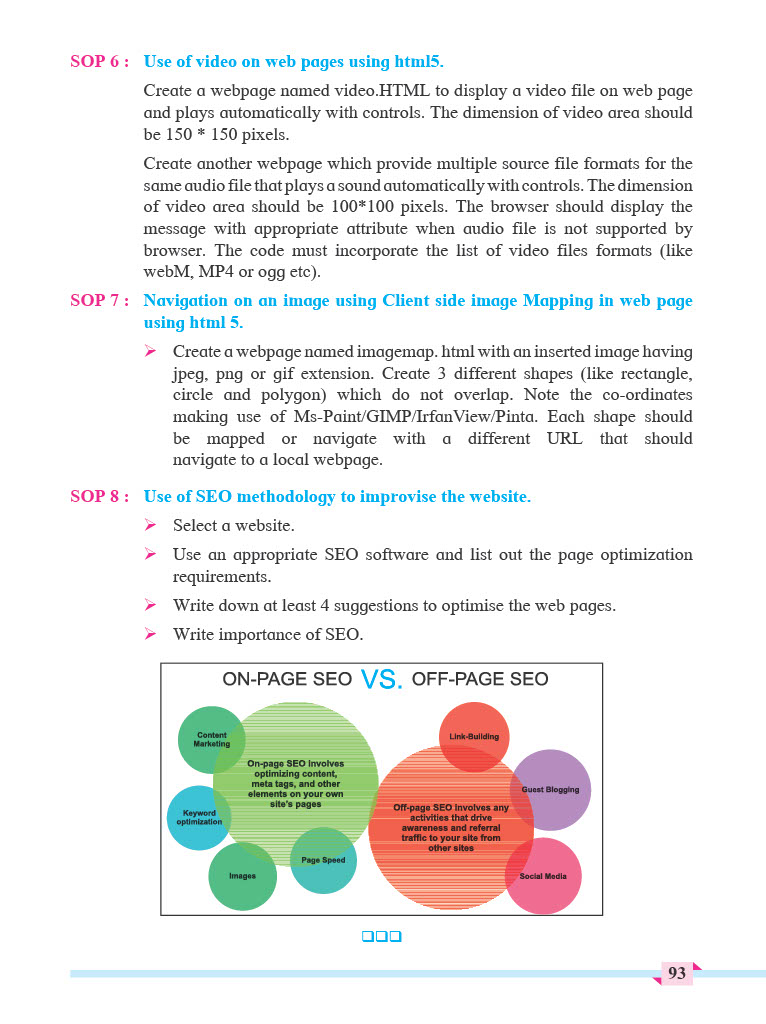 SOP 6 : Use of video on web pages using html5.
Create a webpage named video.HTML to display a video file on web page
and plays automatically with controls. The dimension of video area should
be 150 * 150 pixels.
Create another webpage which provide multiple source file formats for the
same audio file that plays a sound automatically with controls. The dimension
of video area should be 100*100 pixels. The browser should display the
message with appropriate attribute when audio file is not supported by
browser. The code must incorporate the list of video files formats (like
webM, MP4 or ogg etc).
SOP 7 : Navigation on an image using Client side image Mapping in web page
using html 5.
➢ Create a webpage named imagemap. html with an inserted image having
jpeg, png or gif extension. Create 3 different shapes (like rectangle,
circle and polygon) which do not overlap. Note the co-ordinates
making use of Ms-Paint/GIMP/IrfanView/Pinta. Each shape should
be mapped or navigate with a different URL that should
navigate to a local webpage.
SOP 8 : Use of SEO methodology to improvise the website.
➢ Select a website.
➢ Use an appropriate SEO software and list out the page optimization
requirements.
➢ Write down at least 4 suggestions to optimise the web pages.
➢ Write importance of SEO.
ON-PAGE SEO VS. OFF-PAGE SEO
Content
Marketing
On-page SEO involves
optimizing content,
meta tags, and other
elements on your own
site's pages
Keyword
optimization
Images
Page Speed
Link-Building
Guest Blogging
Off-page SEO involves any
activities that drive
awareness and referral
traffic to your site from
other sites
Social Media
❑❑❑
93